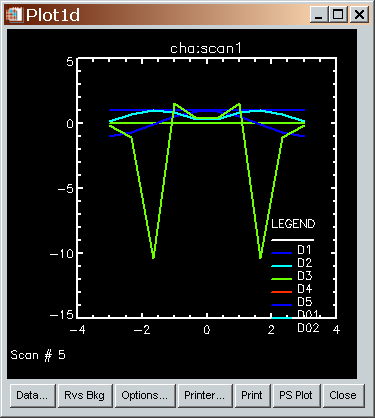 Plot1d
cha:scan1
5
0
-5
-10
-15
-4 -2 0 2 4
LEGEND
D1
D2
D3
D4
D5
D01
D02
Scan # 5
Data... Rvs Bkg Options... Printer... Print PS Plot Close